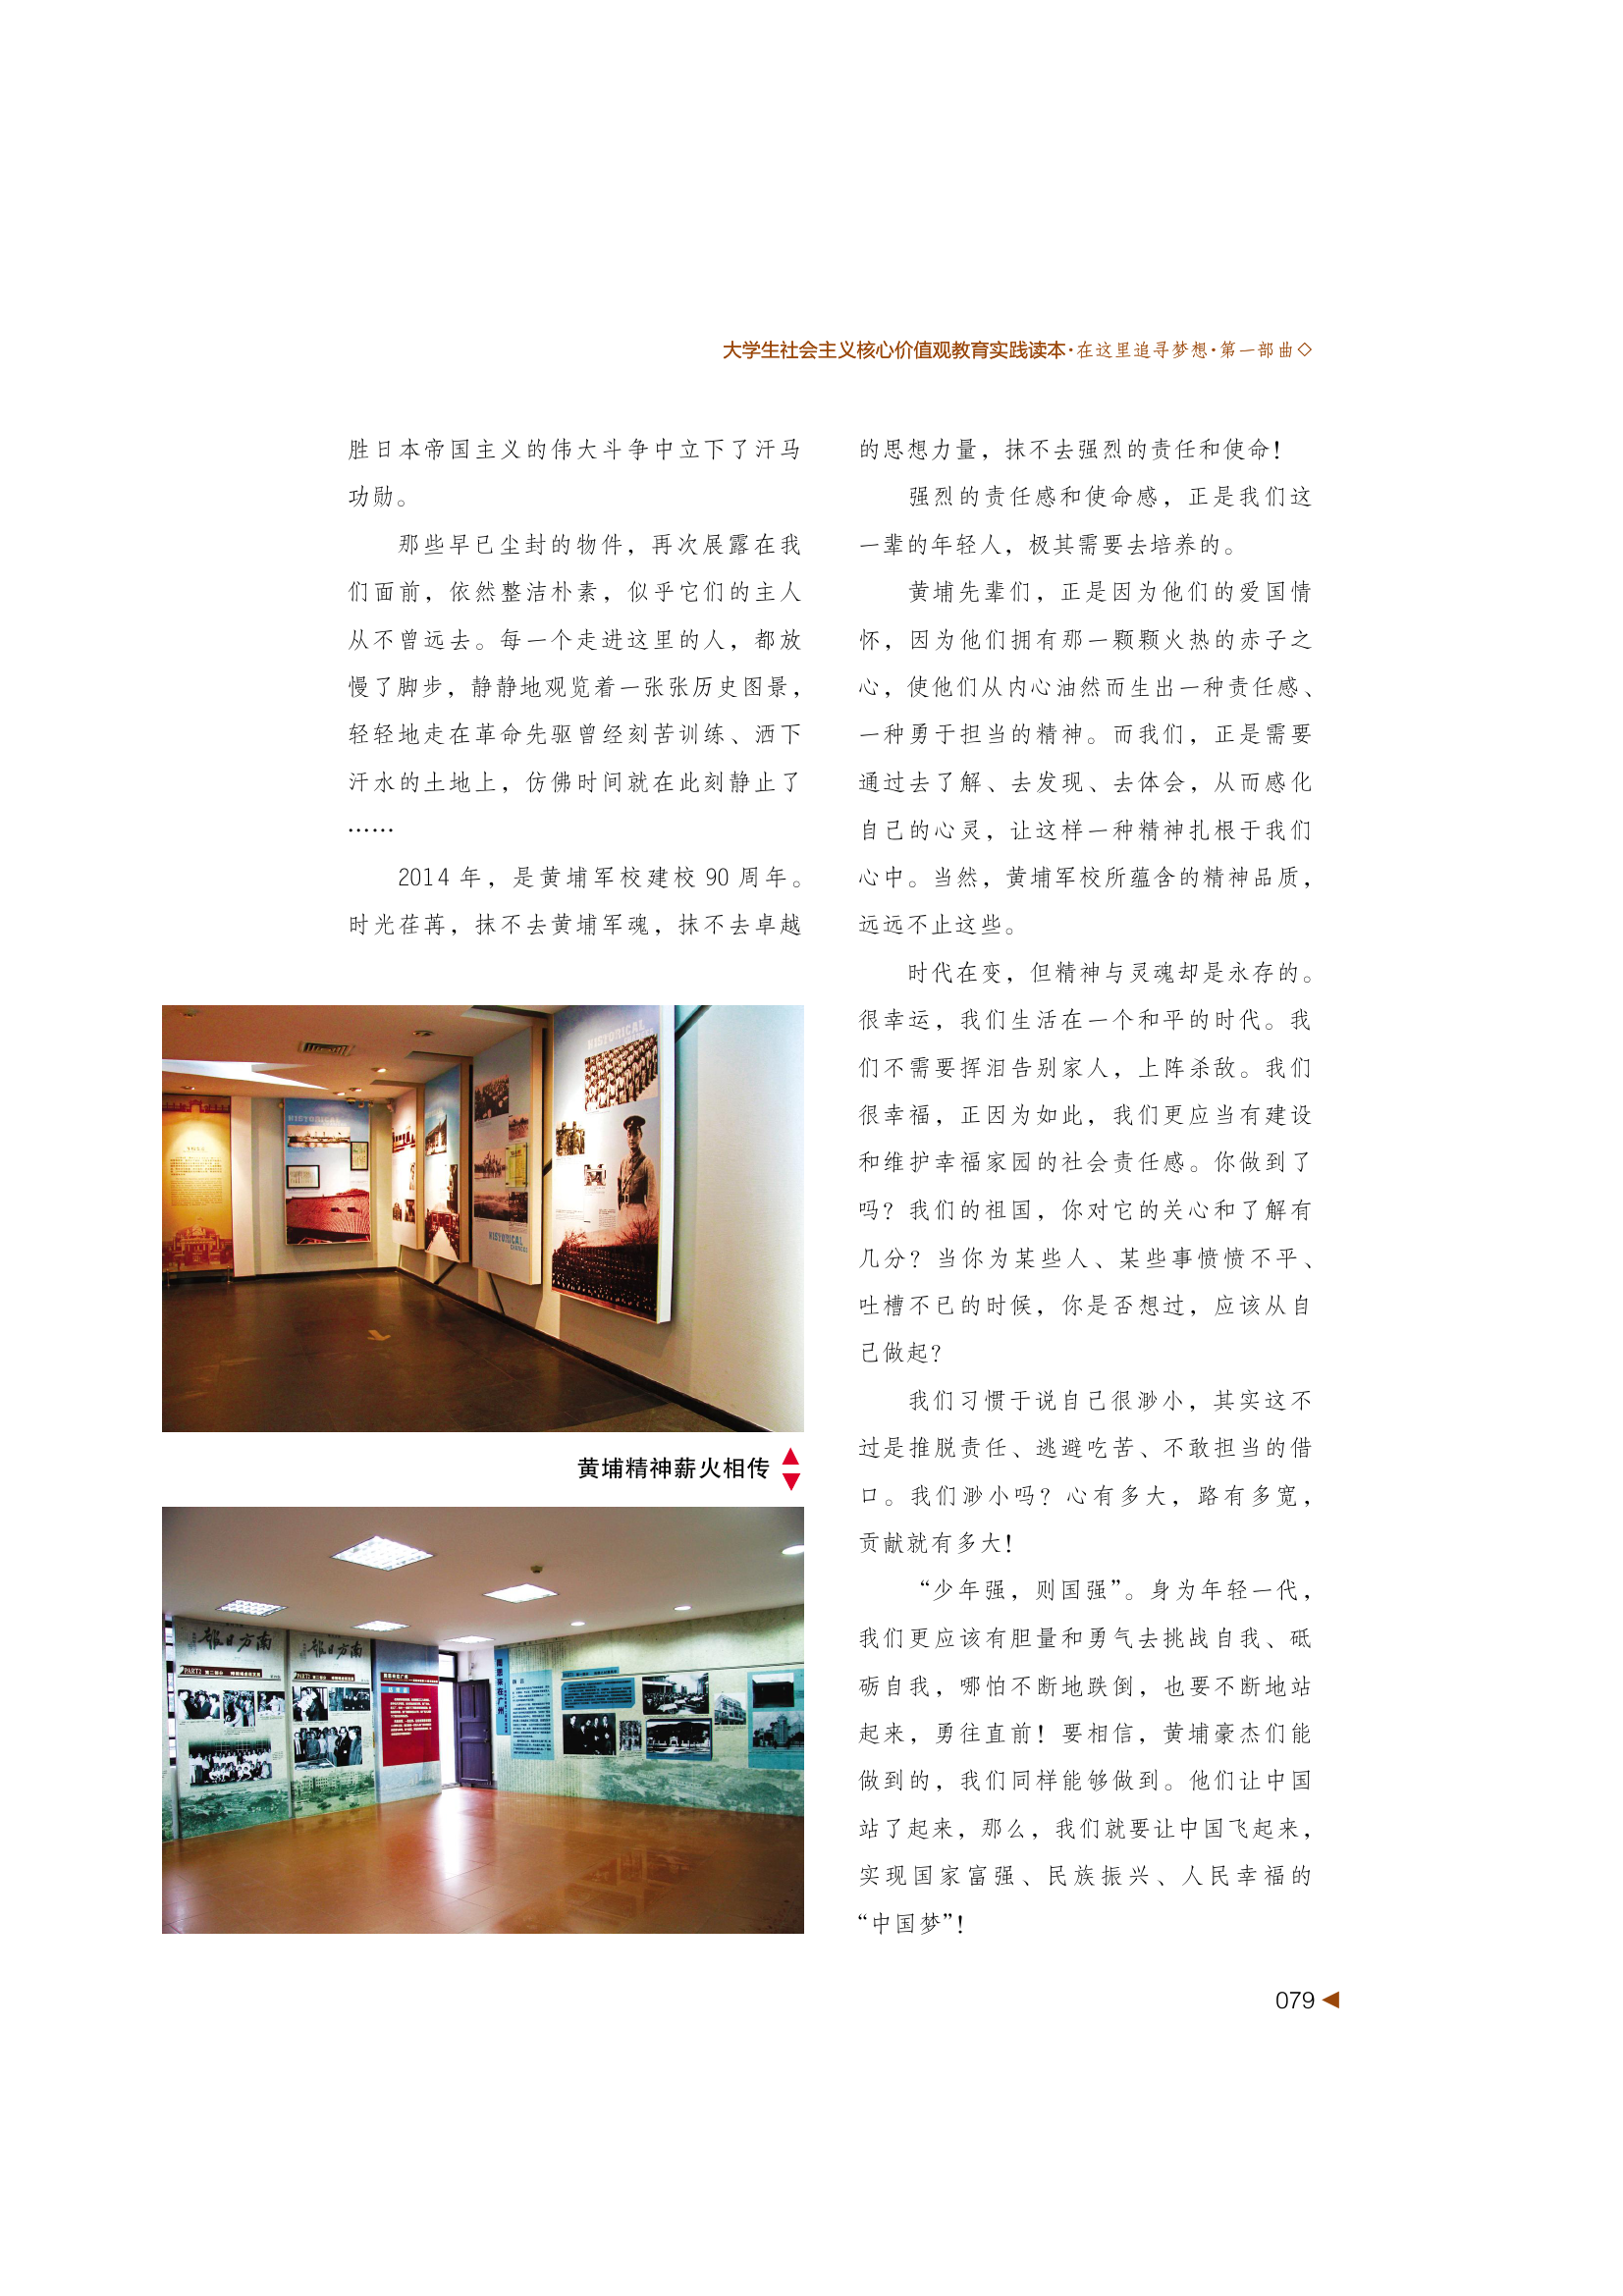 大学生社会主义核心价值观教育实践读本·在这里追寻梦想·第一部曲◇
胜日本帝国主义的伟大斗争中立下了汗马
功勋。
那些早已尘封的物件，再次展露在我
们面前，依然整洁朴素，似乎它们的主人
从不曾远去。每一个走进这里的人，都放
慢了脚步，静静地观览着一张张历史图景，
轻轻地走在革命先驱曾经刻苦训练、洒下
汗水的土地上，仿佛时间就在此刻静止了
……
2014 年，是黄埔军校建校 90 周年。
时光荏苒，抹不去黄埔军魂，抹不去卓越
HISTORICAL
HISTORICAL
HISTORICAL
黄埔精神薪火相传
南方日报
南方日报
PART2
的思想力量，抹不去强烈的责任和使命！
强烈的责任感和使命感，正是我们这
一辈的年轻人，极其需要去培养的。
黄埔先辈们，正是因为他们的爱国情
怀，因为他们拥有那一颗颗火热的赤子之
心，使他们从内心油然而生出一种责任感、
一种勇于担当的精神。而我们，正是需要
通过去了解、去发现、去体会，从而感化
自己的心灵，让这样一种精神扎根于我们
心中。当然，黄埔军校所蕴含的精神品质，
远远不止这些。
时代在变，但精神与灵魂却是永存的。
很幸运，我们生活在一个和平的时代。我
们不需要挥泪告别家人，上阵杀敌。我们
很幸福，正因为如此，我们更应当有建设
和维护幸福家园的社会责任感。你做到了
吗？我们的祖国，你对它的关心和了解有
几分？当你为某些人、某些事愤愤不平、
吐槽不已的时候，你是否想过，应该从自
己做起？
我们习惯于说自己很渺小，其实这不
过是推脱责任、逃避吃苦、不敢担当的借
口。我们渺小吗？心有多大，路有多宽，
贡献就有多大！
“少年强，则国强”。身为年轻一代，
我们更应该有胆量和勇气去挑战自我、砥
砺自我，哪怕不断地跌倒，也要不断地站
起来，勇往直前！要相信，黄埔豪杰们能
做到的，我们同样能够做到。他们让中国
站了起来，那么，我们就要让中国飞起来，
实现国家富强、民族振兴、人民幸福的
“中国梦”！
079